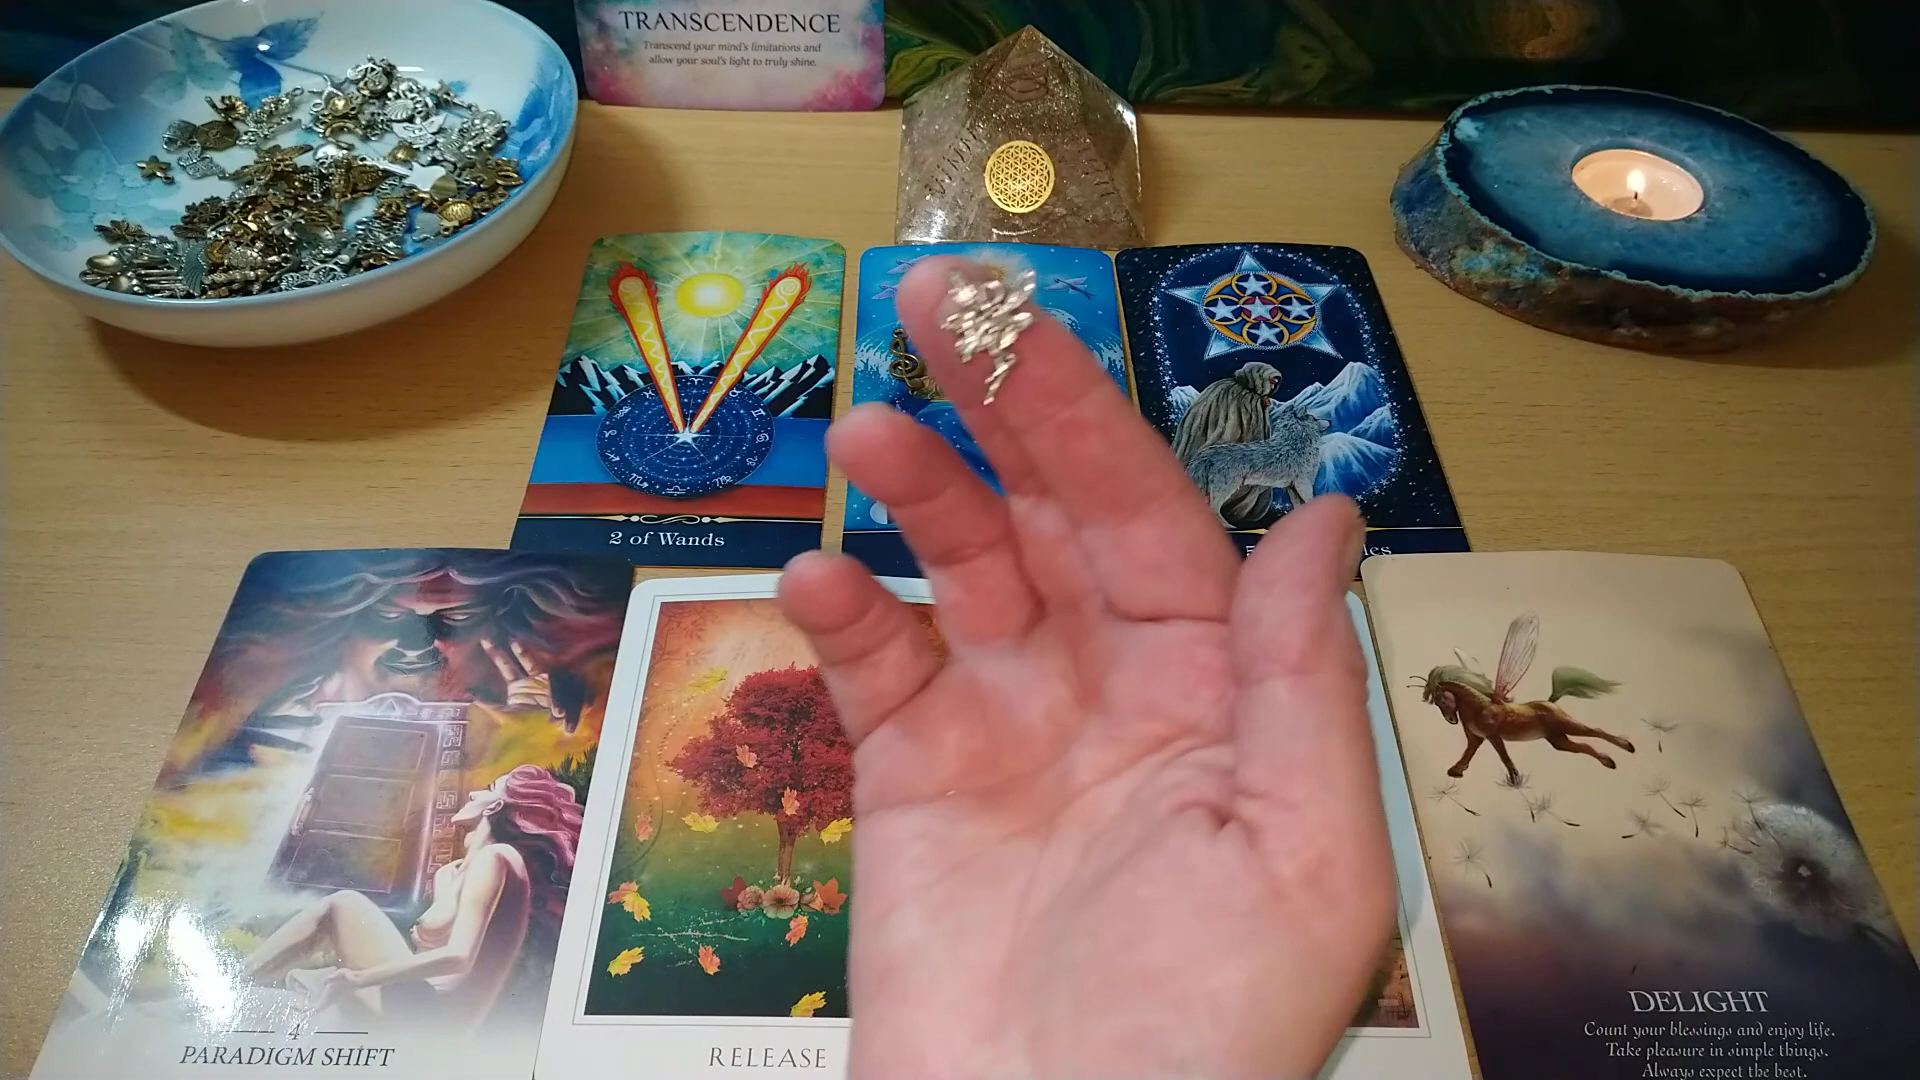 TRANSCENDENCE
Transcend your mind's limitations and
allow your soul's light to truly shine.
2 of Wands
4
PARADIGM SHIFT
RELEASE
DELIGHT
Count your blessings and enjoy life.
Take pleasure in simple things.
Always expect the best.